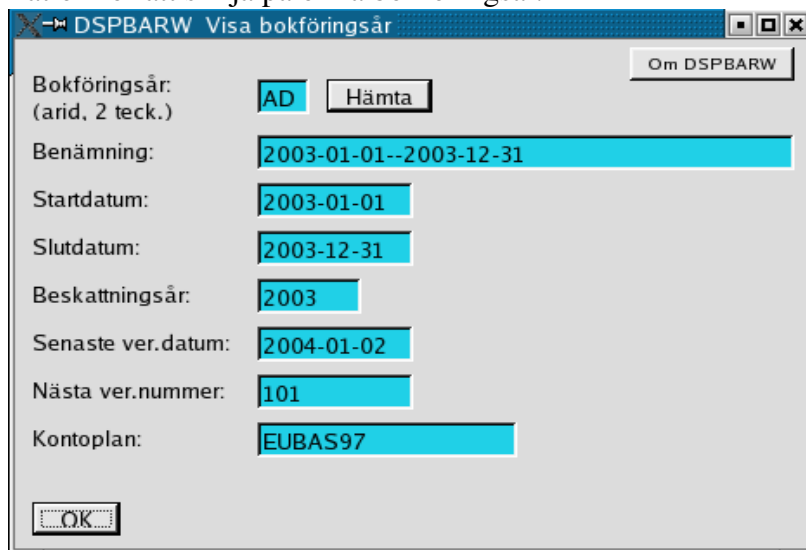 DSPBARW Visa bokföringsår
Om DSPBARW
Bokföringsår:
(arid, 2 teck.)
AD
Hämta
Benämning:
2003-01-01--2003-12-31
Startdatum:
2003-01-01
Slutdatum:
2003-12-31
Beskattningsår:
2003
Senaste ver.datum:
2004-01-02
Nästa ver.nummer:
101
Kontoplan:
EUBAS97
OK